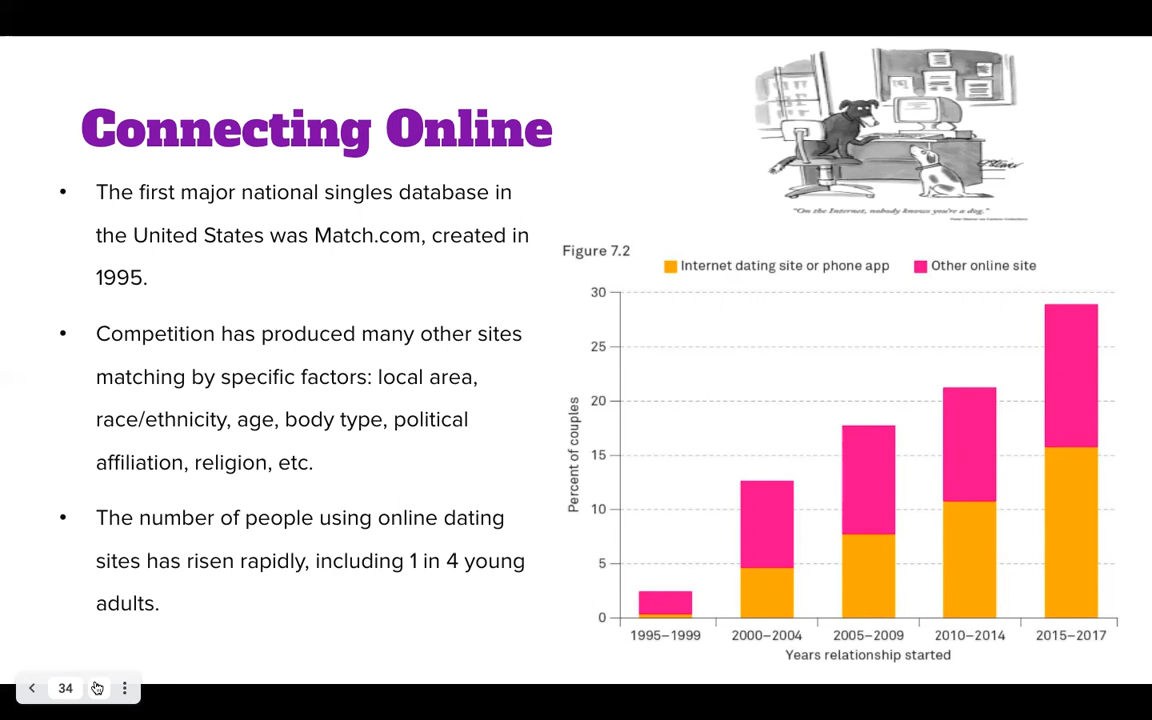 Connecting Online
• The first major national singles database in
the United States was Match.com, created in
1995.
• Competition has produced many other sites
matching by specific factors: local area,
race/ethnicity, age, body type, political
affiliation, religion, etc.
• The number of people using online dating
sites has risen rapidly, including 1 in 4 young
adults.
"On the Internet, nobody knows you're a dog."
Figure 7.2
Internet dating site or phone app
Other online site
30
25
20
15
10
5
0
Percent of couples
1995–1999
2000–2004
2005–2009
2010–2014
2015–2017
Years relationship started
34